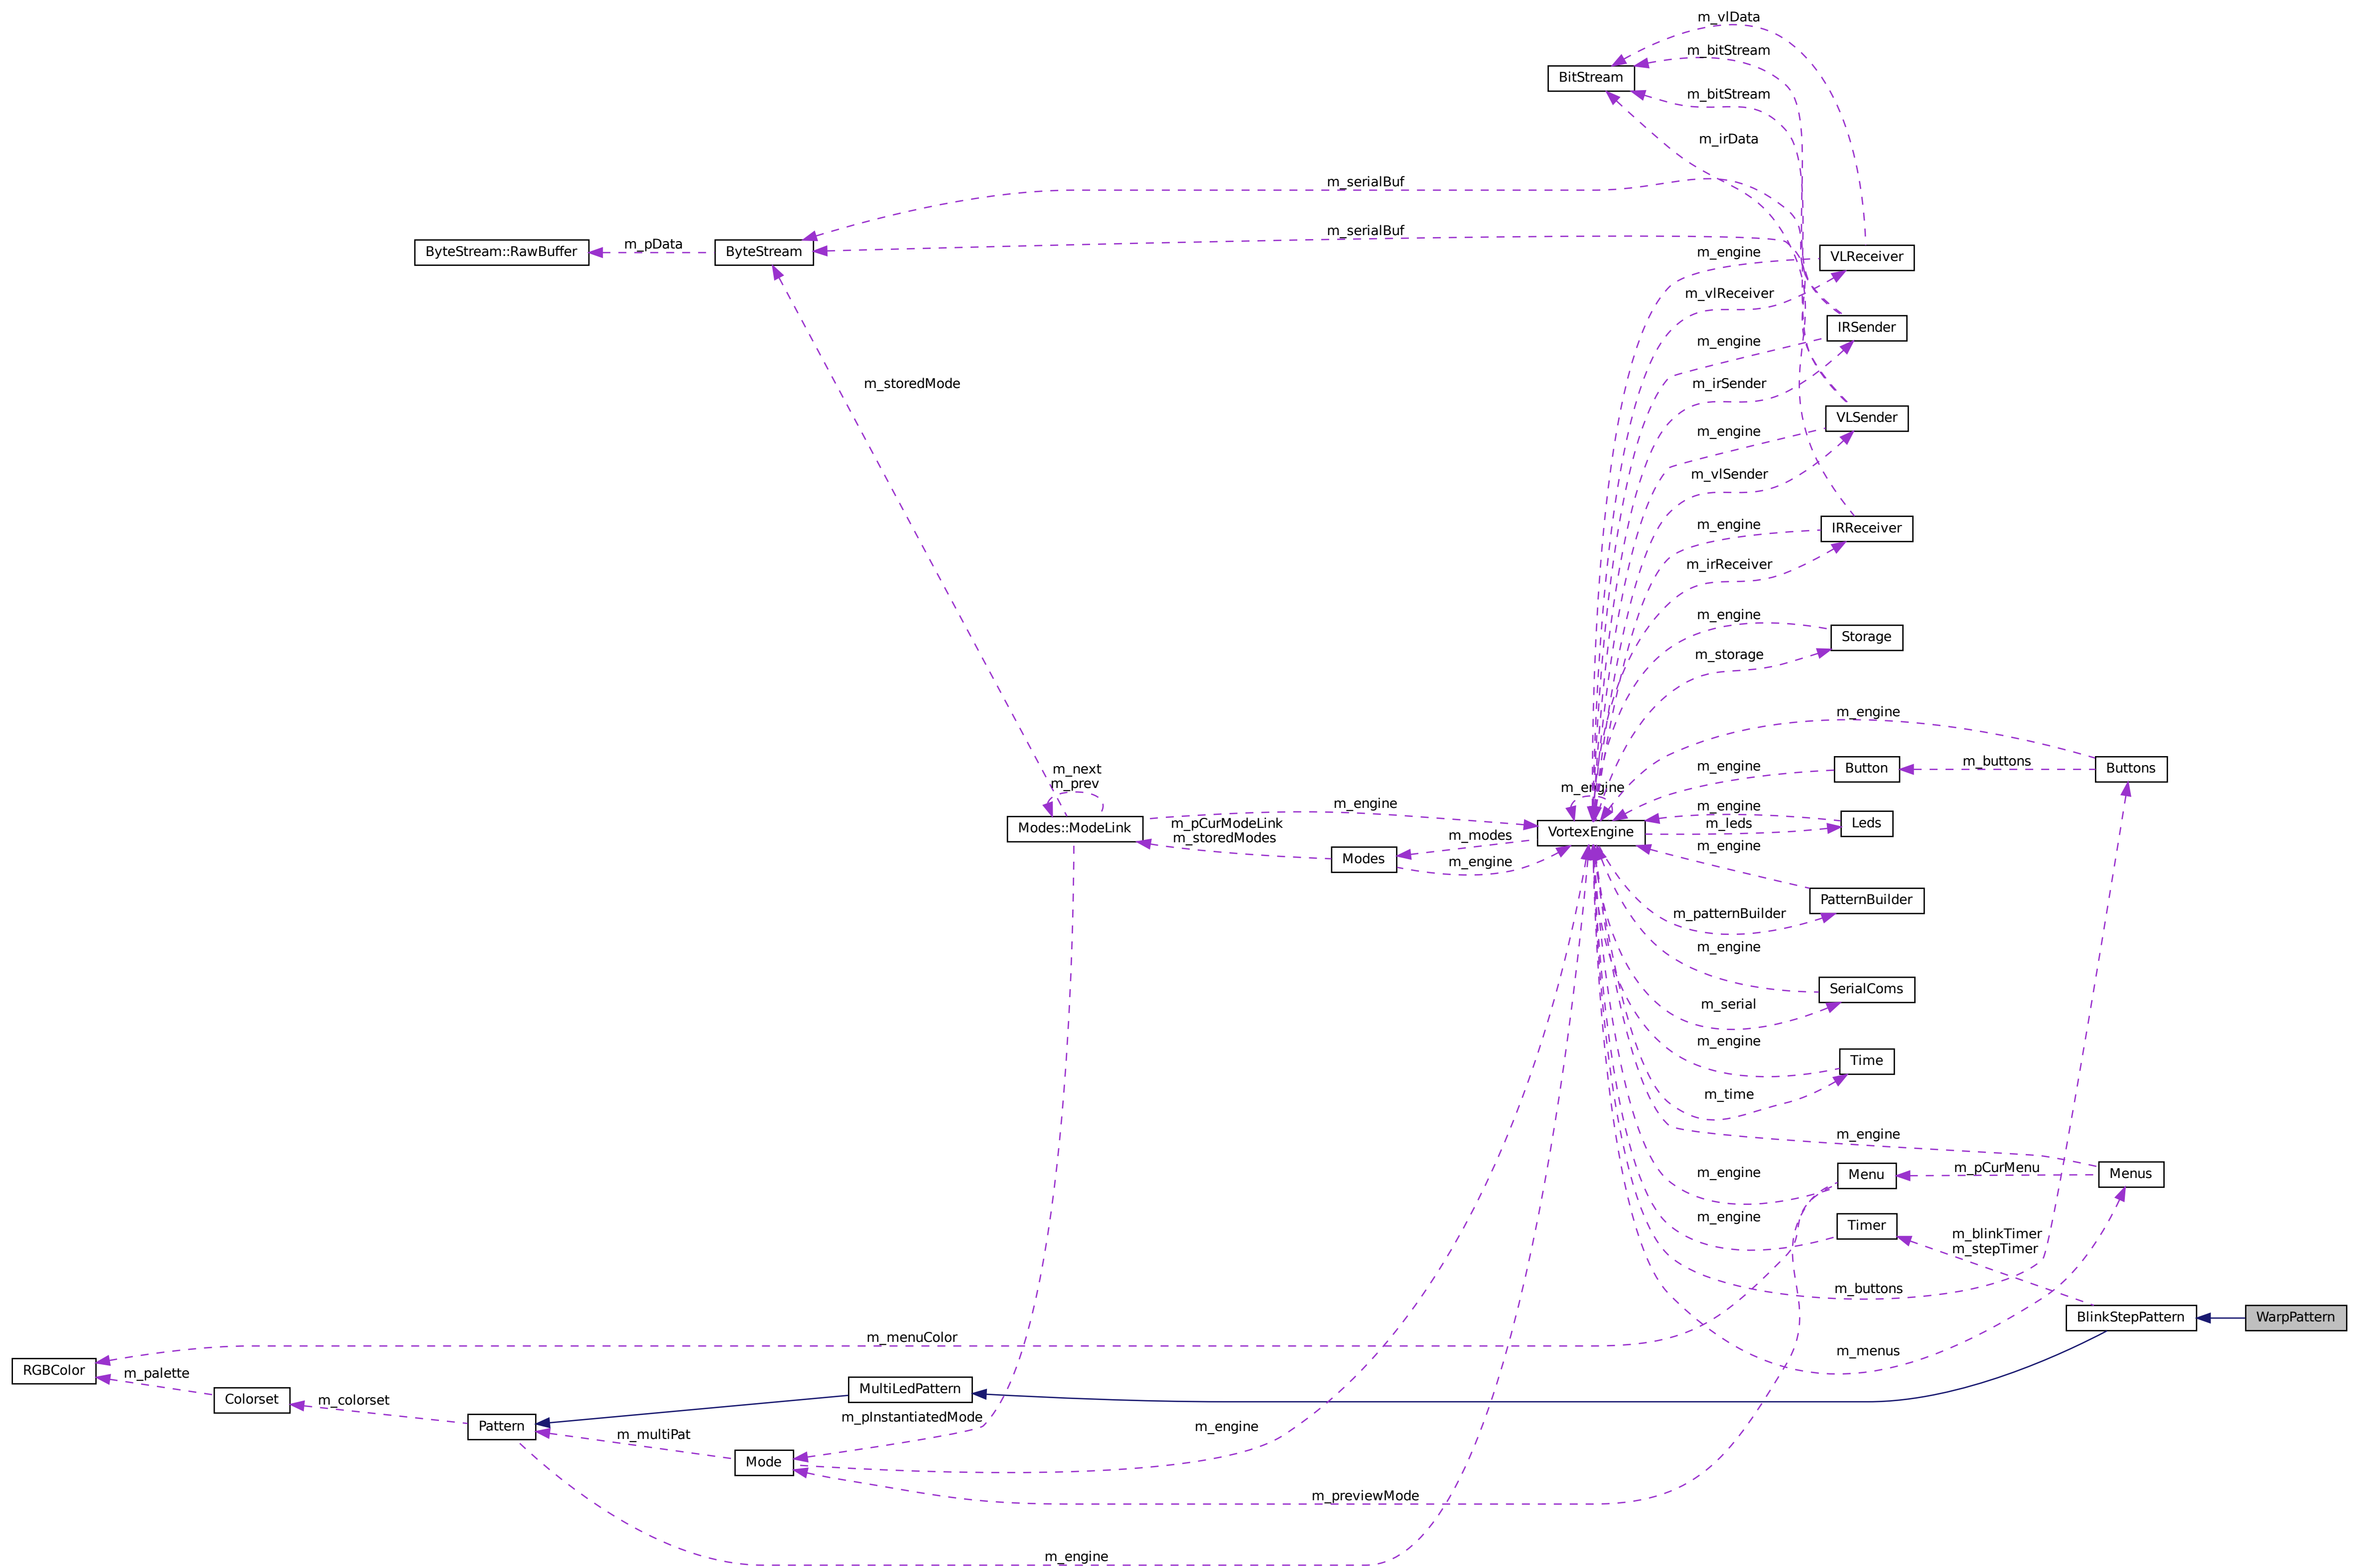 m_vlData
m_bitStream
BitStream
m_bitStream
m_irData
m_serialBuf
m_serialBuf
ByteStream::RawBuffer
m_pData
ByteStream
m_engine
VLReceiver
m_vlReceiver
IRSender
m_engine
m_storedMode
m_irSender
VLSender
m_engine
m_vlSender
m_engine
IRReceiver
m_irReceiver
m_engine
Storage
m_storage
m_engine
m_next
m_prev
m_engine
Button
m_buttons
Buttons
m_engine
m_engine
m_engine
Modes::ModeLink
m_pCurModeLink
m_storedModes
m_modes
VortexEngine
m_leds
Leds
m_engine
Modes
m_engine
PatternBuilder
m_patternBuilder
m_engine
SerialComs
m_serial
m_engine
Time
m_time
m_engine
m_engine
Menu
m_pCurMenu
Menus
m_engine
Timer
m_blinkTimer
m_stepTimer
m_buttons
BlinkStepPattern
WarpPattern
m_menuColor
m_menus
RGBColor
m_palette
Colorset
m_colorset
MultiLedPattern
m_pInstantiatedMode
Pattern
m_multiPat
m_engine
Mode
m_previewMode
m_engine